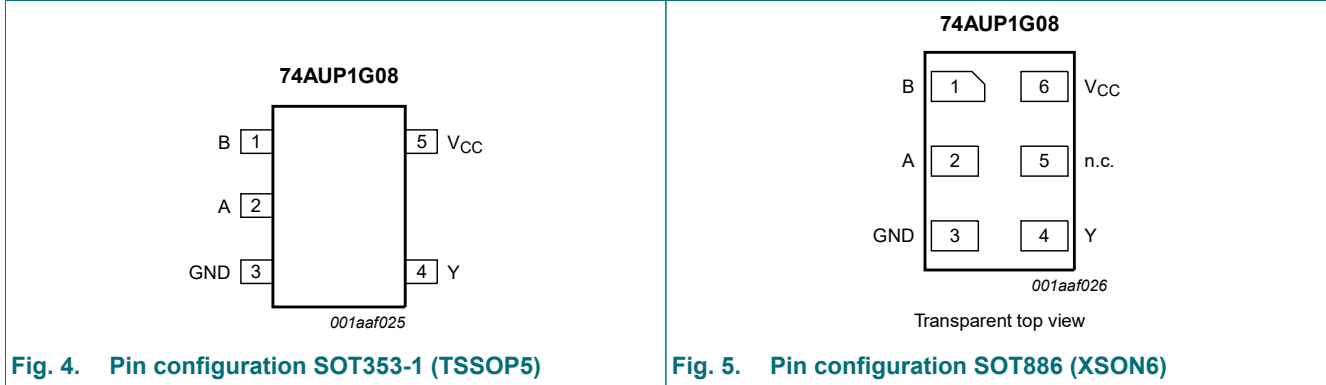 74AUP1G08
B 1
5 VCC
A 2
GND 3
4 Y
001aaf025
Fig. 4. Pin configuration SOT353-1 (TSSOP5)
74AUP1G08
B 1 6 VCC
A 2 5 n.c.
GND 3 4 Y
001aaf026
Transparent top view
Fig. 5. Pin configuration SOT886 (XSON6)